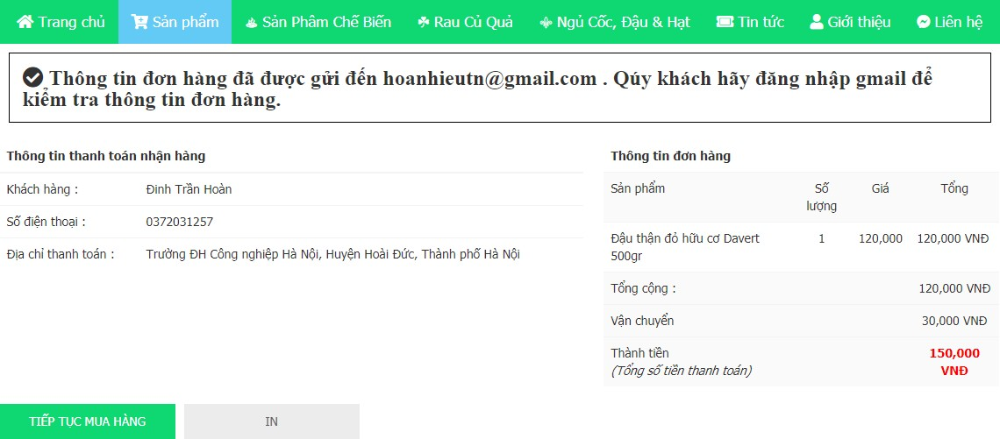 Trang chủ Sản phẩm Sản Phâm Chế Biến Rau Củ Quả Ngủ Cốc, Đậu & Hạt Tin tức Giới thiệu Liên hệ
Thông tin đơn hàng đã được gửi đến hoanhieutn@gmail.com . Qúy khách hãy đăng nhập gmail để
kiểm tra thông tin đơn hàng.
Thông tin thanh toán nhận hàng
Khách hàng : Đinh Trần Hoàn
Số điện thoại : 0372031257
Địa chỉ thanh toán : Trường ĐH Công nghiệp Hà Nội, Huyện Hoài Đức, Thành phố Hà Nội
Thông tin đơn hàng
Sản phẩm Số Giá Tổng
lượng
Đậu thận đỏ hữu cơ Davert 1 120,000 120,000 VNĐ
500gr
Tổng cộng : 120,000 VNĐ
Vận chuyển 30,000 VNĐ
Thành tiền 150,000
(Tổng số tiền thanh toán) VNĐ
TIẾP TỤC MUA HÀNG IN